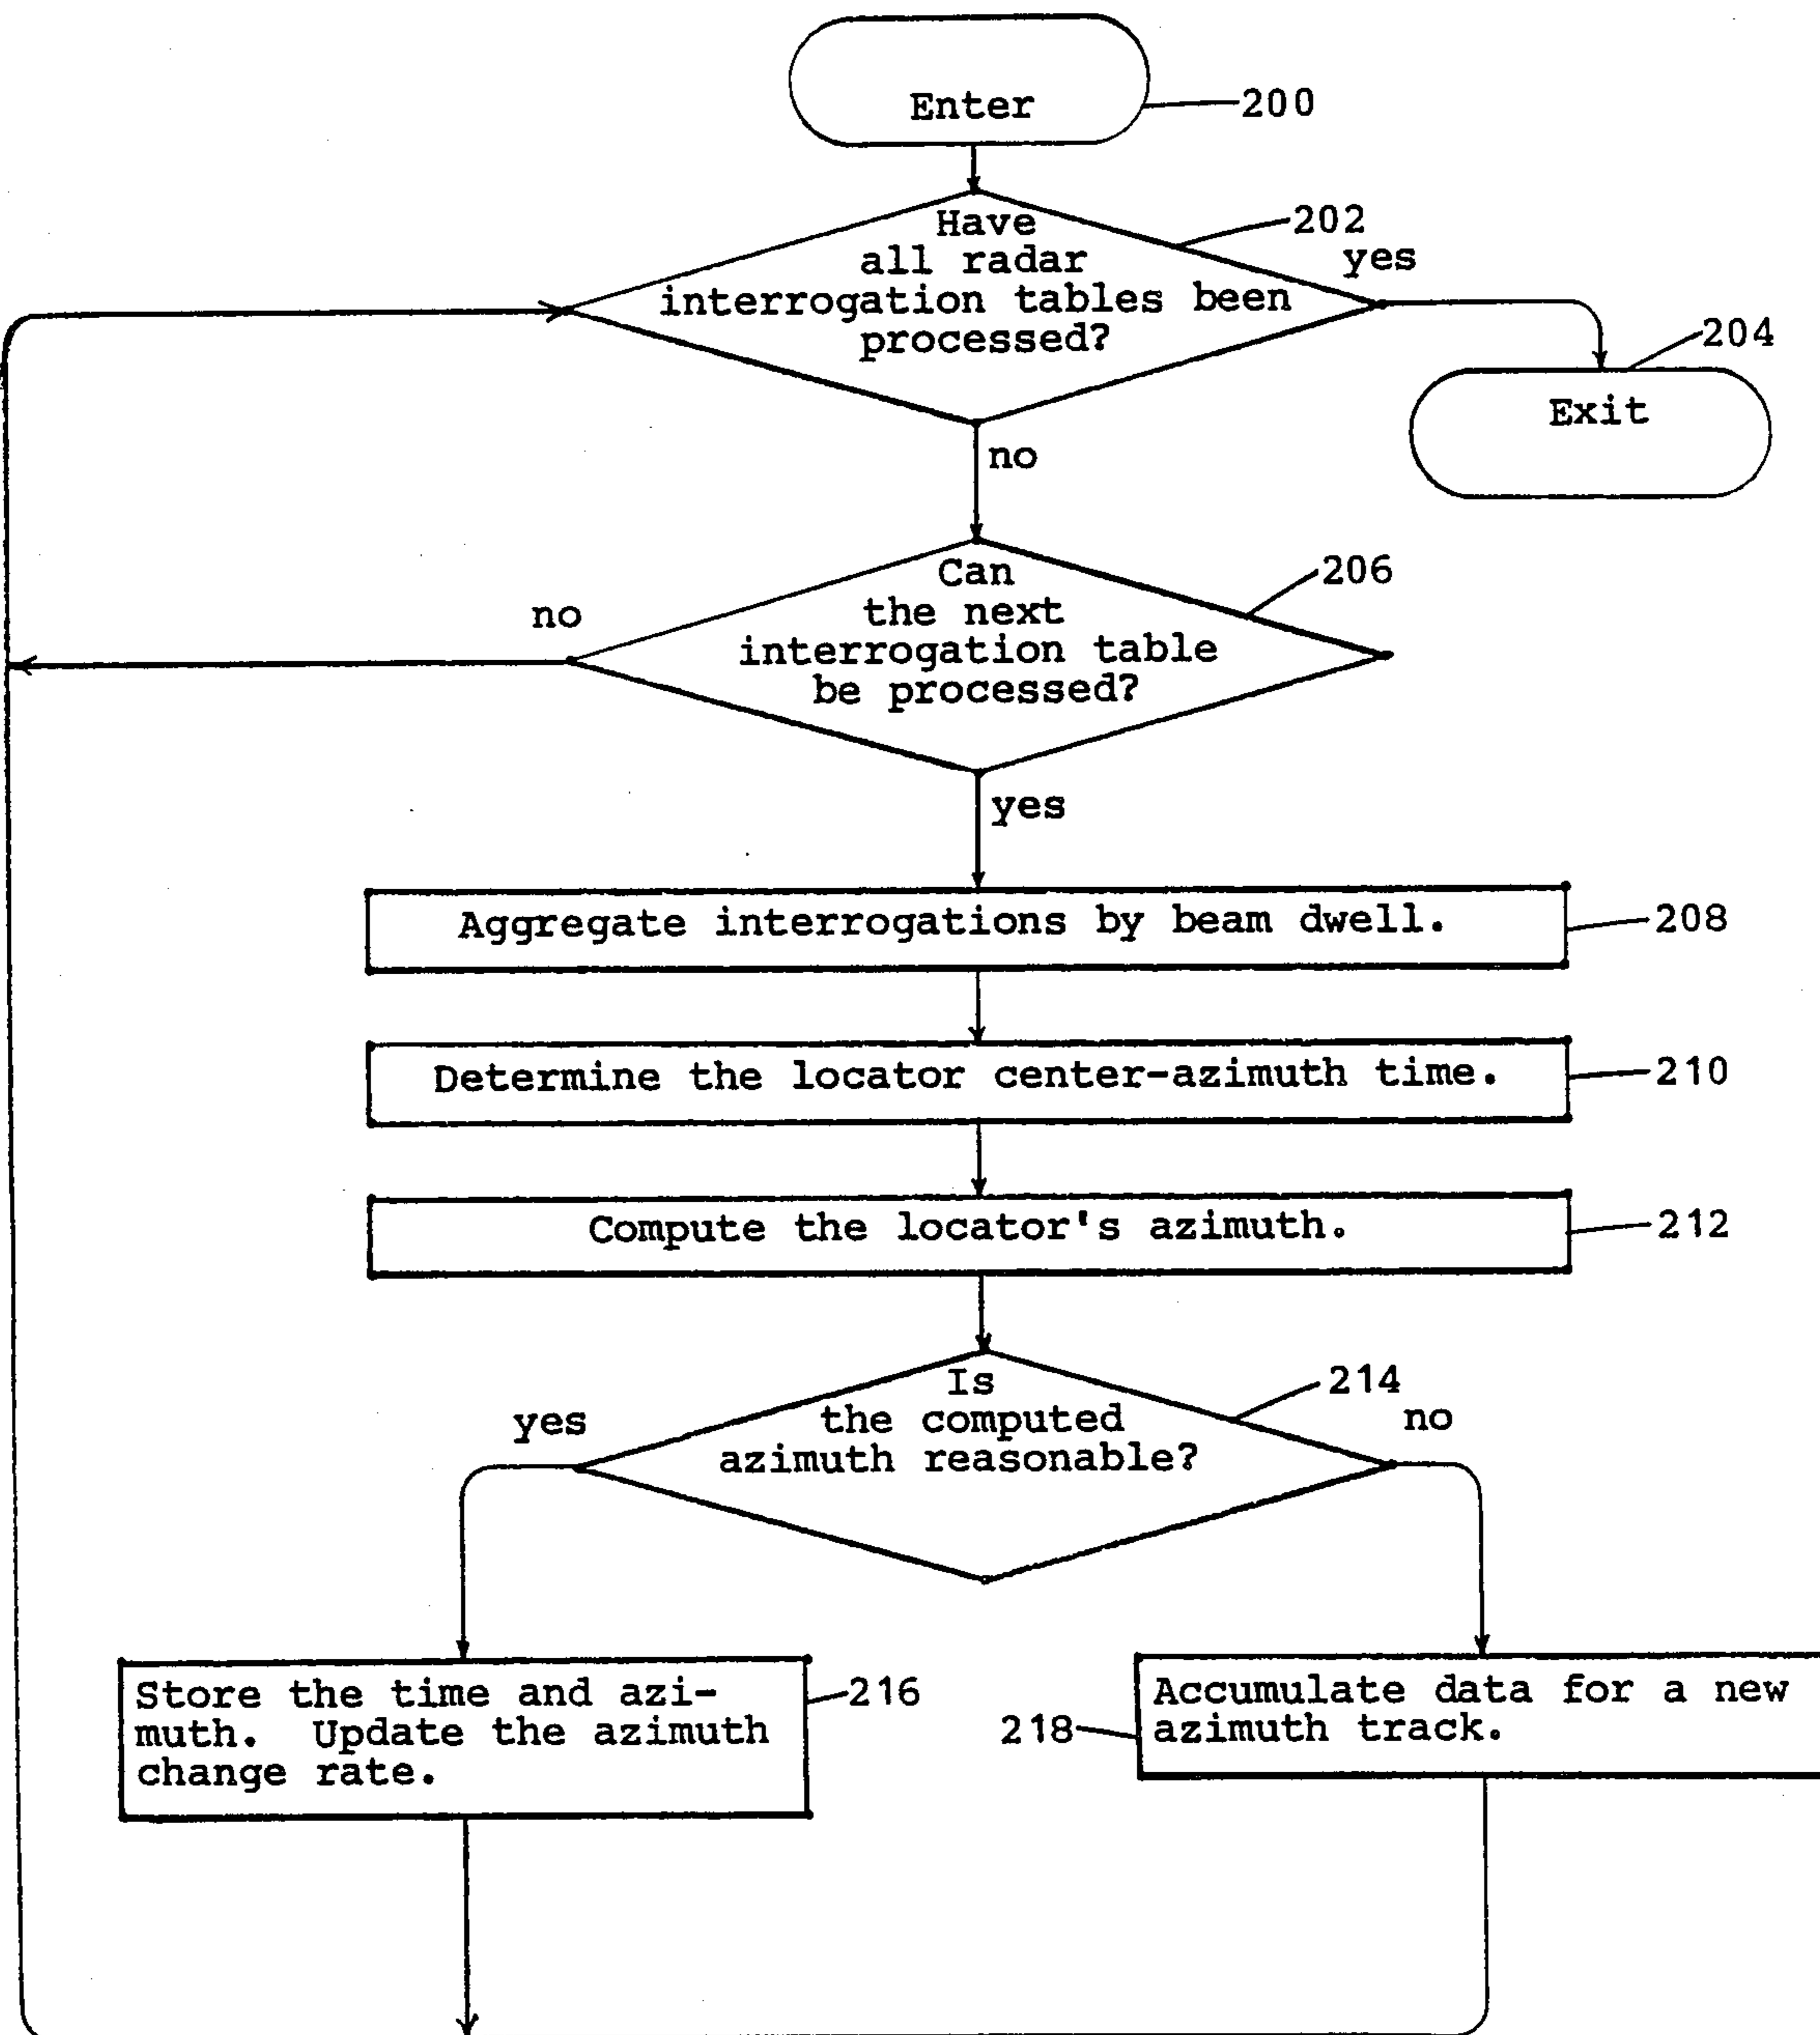 Enter
200
Have
all radar
interrogation tables been
processed?
202
yes
204
Exit
no
Can
the next
interrogation table
be processed?
206
no
yes
Aggregate interrogations by beam dwell.
208
Determine the locator center-azimuth time.
210
Compute the locator's azimuth.
212
Is
the computed
azimuth reasonable?
214
yes
no
Store the time and azi-
muth.  Update the azimuth
change rate.
216
Accumulate data for a new
azimuth track.
218